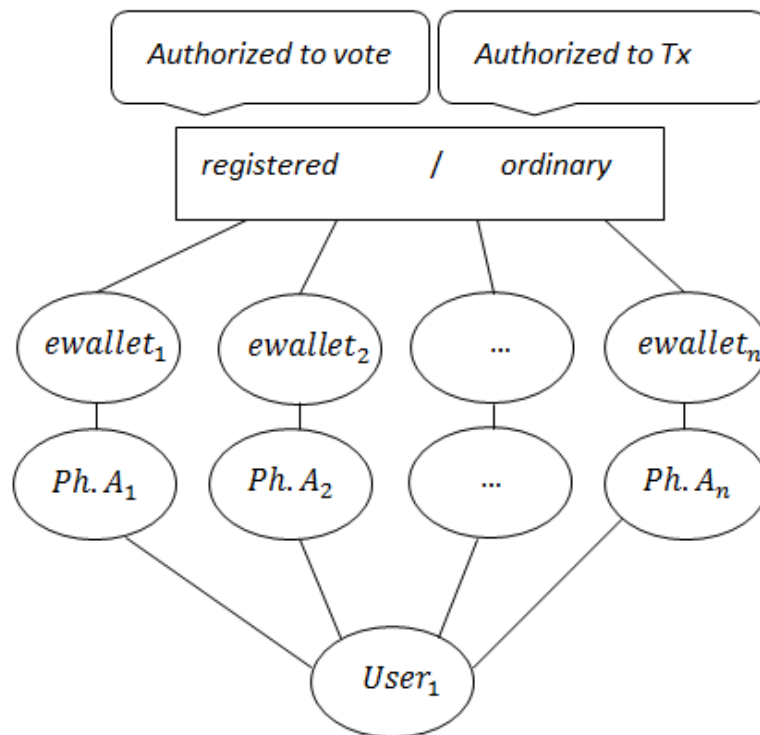 Authorized to vote Authorized to Tx
registered / ordinary
ewallet₁ ewallet₂ ... ewalletₙ
Ph. A₁ Ph. A₂ ... Ph. Aₙ
User₁